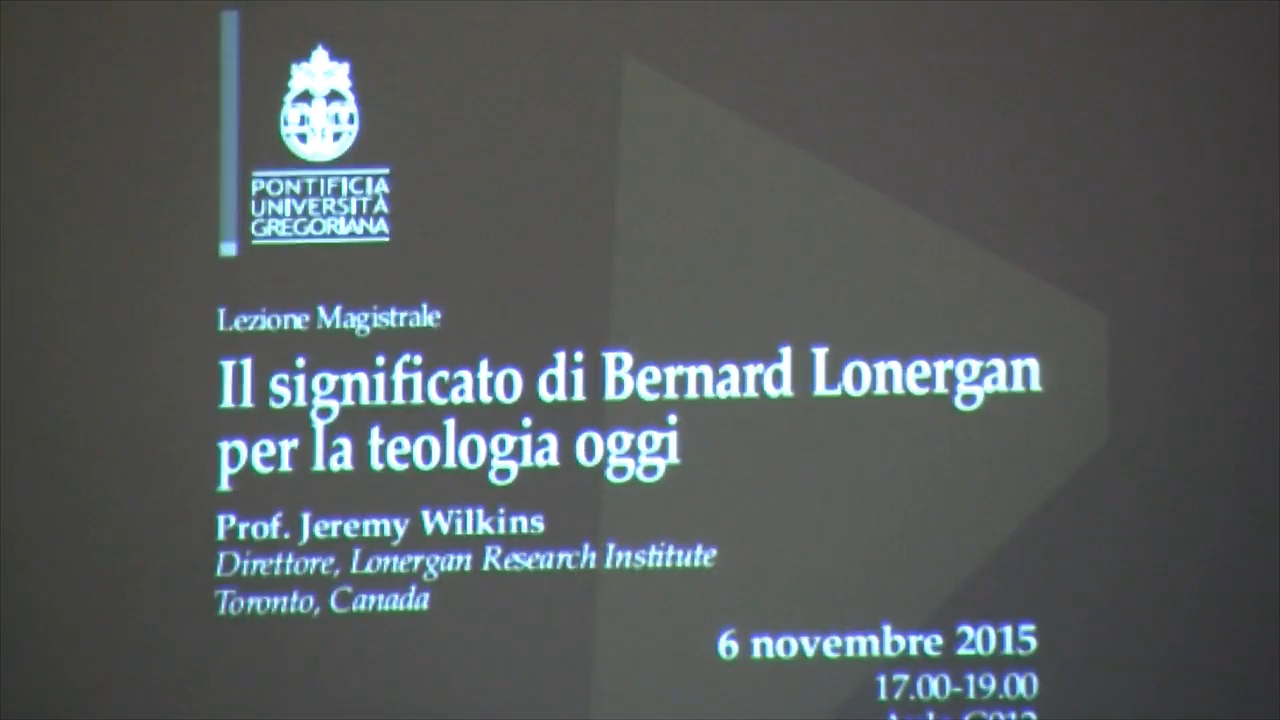 PONTIFICIA
UNIVERSITÀ
GREGORIANA
Lezione Magistrale
Il significato di Bernard Lonergan
per la teologia oggi
Prof. Jeremy Wilkins
Direttore, Lonergan Research Institute
Toronto, Canada
6 novembre 2015
17.00-19.00